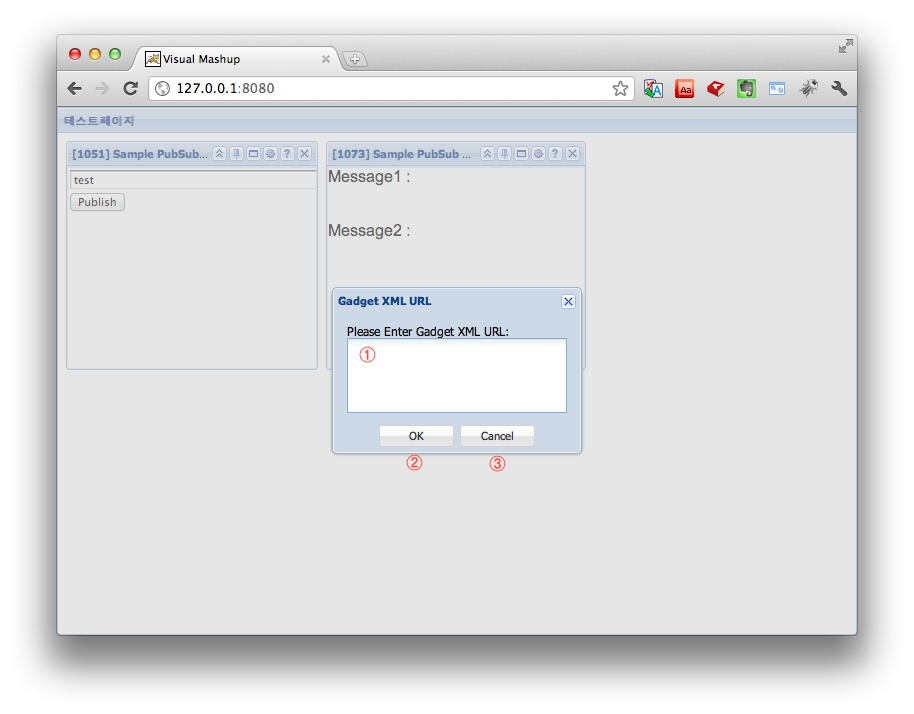 Visual Mashup
127.0.0.1:8080
Aa
테스트페이지
[1051] Sample PubSub...
[1073] Sample PubSub ...
test
Publish
Message1 :
Message2 :
Gadget XML URL
Please Enter Gadget XML URL:
①
OK
Cancel
②
③